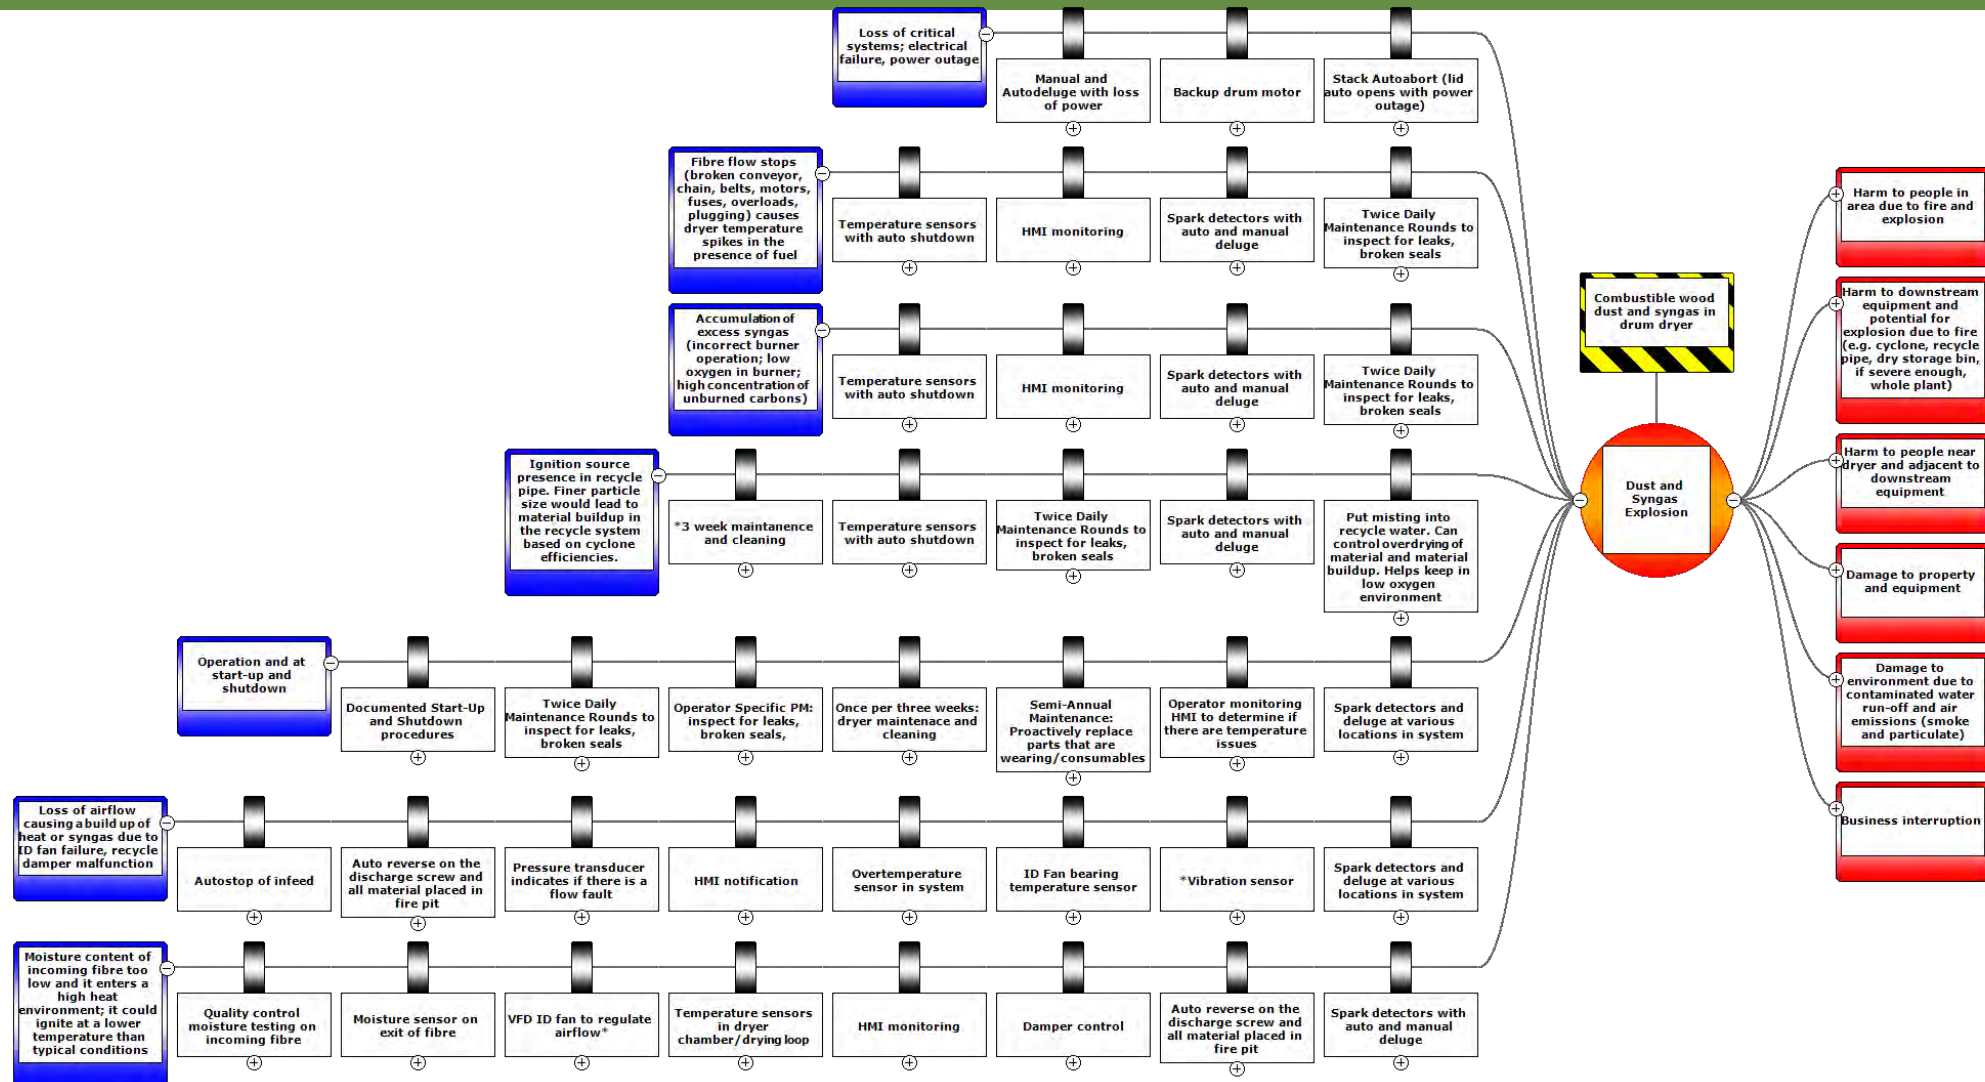 Loss of critical
systems; electrical
failure, power outage
Manual and
Autodeluge with loss
of power
Backup drum motor
Stack Autoabort (lid
auto opens with power
outage)
Fibre flow stops
(broken conveyor,
chain, belts, motors,
fuses, overloads,
plugging) causes
dryer temperature
spikes in the
presence of fuel
Temperature sensors
with auto shutdown
HMI monitoring
Spark detectors with
auto and manual
deluge
Twice Daily
Maintenance Rounds to
inspect for leaks,
broken seals
Accumulation of
excess syngas
(incorrect burner
operation; low
oxygen in burner;
high concentration of
unburned carbons)
Temperature sensors
with auto shutdown
HMI monitoring
Spark detectors with
auto and manual
deluge
Twice Daily
Maintenance Rounds to
inspect for leaks,
broken seals
Ignition source
presence in recycle
pipe. Finer particle
size would lead to
material buildup in
the recycle system
based on cyclone
efficiencies.
*3 week maintanence
and cleaning
Temperature sensors
with auto shutdown
Twice Daily
Maintenance Rounds to
inspect for leaks,
broken seals
Spark detectors with
auto and manual
deluge
Put misting into
recycle water. Can
control overdrying of
material and material
buildup. Helps keep in
low oxygen
environment
Operation and at
start-up and
shutdown
Documented Start-Up
and Shutdown
procedures
Twice Daily
Maintenance Rounds to
inspect for leaks,
broken seals
Operator Specific PM:
inspect for leaks,
broken seals,
Once per three weeks:
dryer maintenace and
cleaning
Semi-Annual
Maintenance:
Proactively replace
parts that are
wearing/consumables
Operator monitoring
HMI to determine if
there are temperature
issues
Spark detectors and
deluge at various
locations in system
Loss of airflow
causing a build up of
heat or syngas due to
ID fan failure, recycle
damper malfunction
Autostop of infeed
Auto reverse on the
discharge screw and
all material placed in
fire pit
Pressure transducer
indicates if there is a
flow fault
HMI notification
Overtemperature
sensor in system
ID Fan bearing
temperature sensor
*Vibration sensor
Spark detectors and
deluge at various
locations in system
Moisture content of
incoming fibre too
low and it enters a
high heat
environment; it could
ignite at a lower
temperature than
typical conditions
Quality control
moisture testing on
incoming fibre
Moisture sensor on
exit of fibre
VFD ID fan to regulate
airflow*
Temperature sensors
in dryer
chamber/drying loop
HMI monitoring
Damper control
Auto reverse on the
discharge screw and
all material placed in
fire pit
Spark detectors with
auto and manual
deluge
Combustible wood
dust and syngas in
drum dryer
Dust and
Syngas
Explosion
Harm to people in
area due to fire and
explosion
Harm to downstream
equipment and
potential for
explosion due to fire
(e.g. cyclone, recycle
pipe, dry storage bin,
if severe enough,
whole plant)
Harm to people near
dryer and adjacent to
downstream
equipment
Damage to property
and equipment
Damage to
environment due to
contaminated water
run-off and air
emissions (smoke
and particulate)
Business interruption